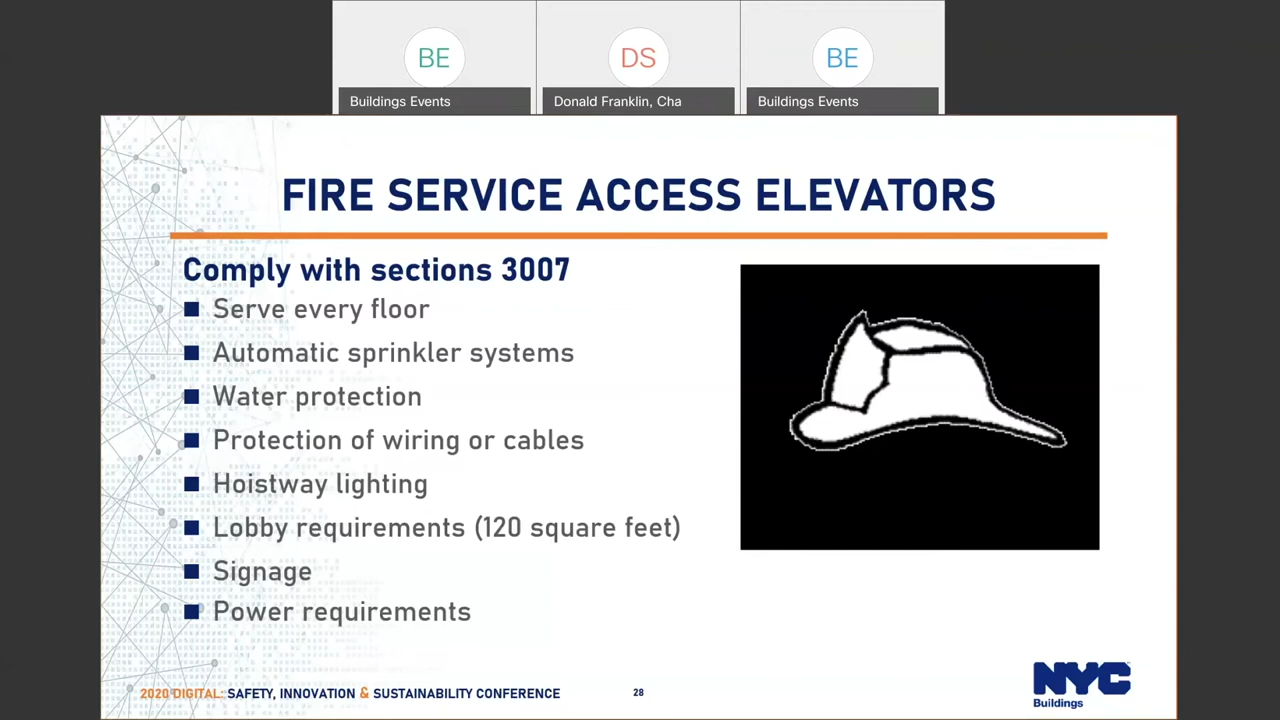 BE
DS
BE
Buildings Events
Donald Franklin, Cha
Buildings Events
FIRE SERVICE ACCESS ELEVATORS
Comply with sections 3007
Serve every floor
Automatic sprinkler systems
Water protection
Protection of wiring or cables
Hoistway lighting
Lobby requirements (120 square feet)
Signage
Power requirements
2020 DIGITAL: SAFETY, INNOVATION & SUSTAINABILITY CONFERENCE
28
NYC
Buildings